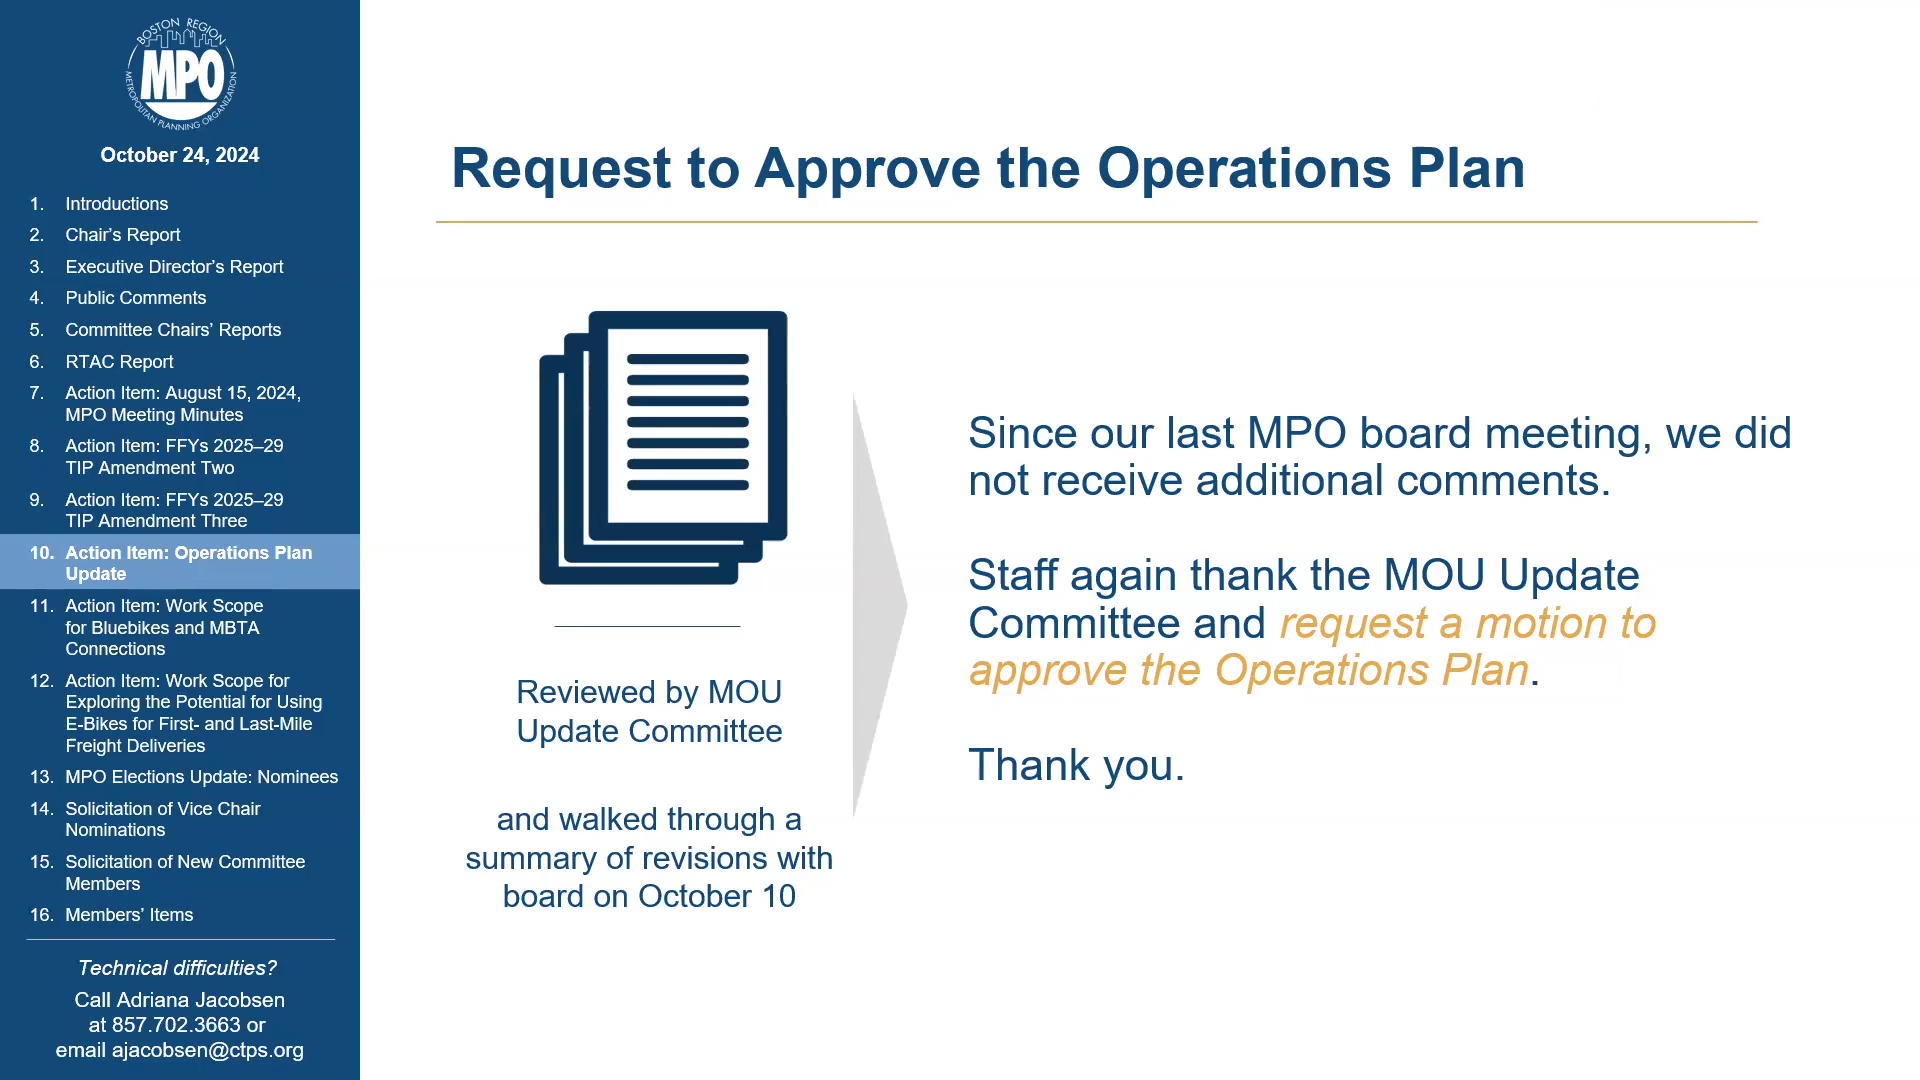 BOSTON REGION
MPO
METROPOLITAN PLANNING ORGANIZATION
October 24, 2024
1. Introductions
2. Chair’s Report
3. Executive Director’s Report
4. Public Comments
5. Committee Chairs’ Reports
6. RTAC Report
7. Action Item: August 15, 2024,
MPO Meeting Minutes
8. Action Item: FFYs 2025–29
TIP Amendment Two
9. Action Item: FFYs 2025–29
TIP Amendment Three
10. Action Item: Operations Plan
Update
11. Action Item: Work Scope
for Bluebikes and MBTA
Connections
12. Action Item: Work Scope for
Exploring the Potential for Using
E-Bikes for First- and Last-Mile
Freight Deliveries
13. MPO Elections Update: Nominees
14. Solicitation of Vice Chair
Nominations
15. Solicitation of New Committee
Members
16. Members’ Items
Technical difficulties?
Call Adriana Jacobsen
at 857.702.3663 or
email ajacobsen@ctps.org
Request to Approve the Operations Plan
Reviewed by MOU
Update Committee
and walked through a
summary of revisions with
board on October 10
Since our last MPO board meeting, we did
not receive additional comments.
Staff again thank the MOU Update
Committee and request a motion to
approve the Operations Plan.
Thank you.